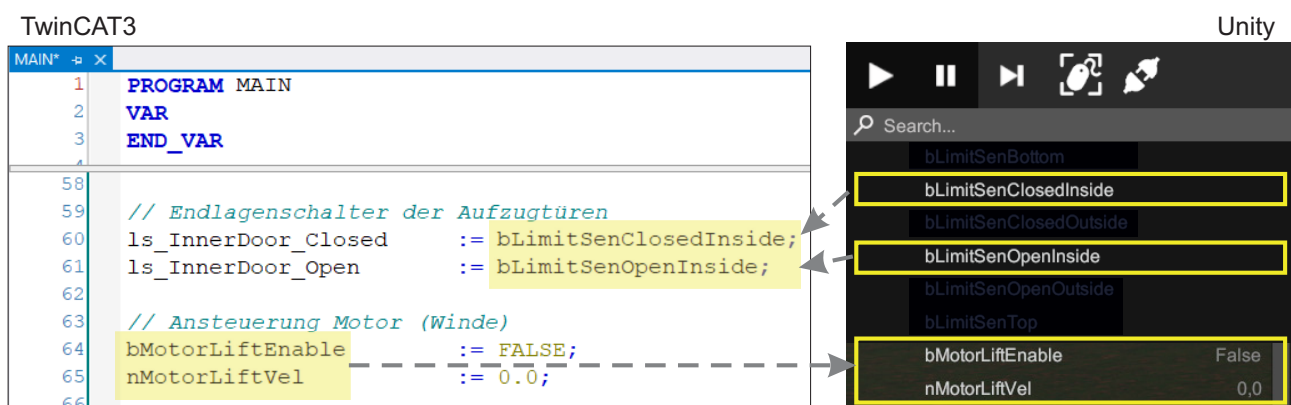 TwinCAT3
Unity
MAIN*
1 PROGRAM MAIN
2 VAR
3 END_VAR
4
58
59 // Endlagenschalter der Aufzugtüren
60 ls_InnerDoor_Closed := bLimitSenClosedInside;
61 ls_InnerDoor_Open := bLimitSenOpenInside;
62
63 // Ansteuerung Motor (Winde)
64 bMotorLiftEnable := FALSE;
65 nMotorLiftVel := 0.0;
66
Search...
bLimitSenBottom
bLimitSenClosedInside
bLimitSenClosedOutside
bLimitSenOpenInside
bLimitSenOpenOutside
bLimitSenTop
bMotorLiftEnable False
nMotorLiftVel 0,0